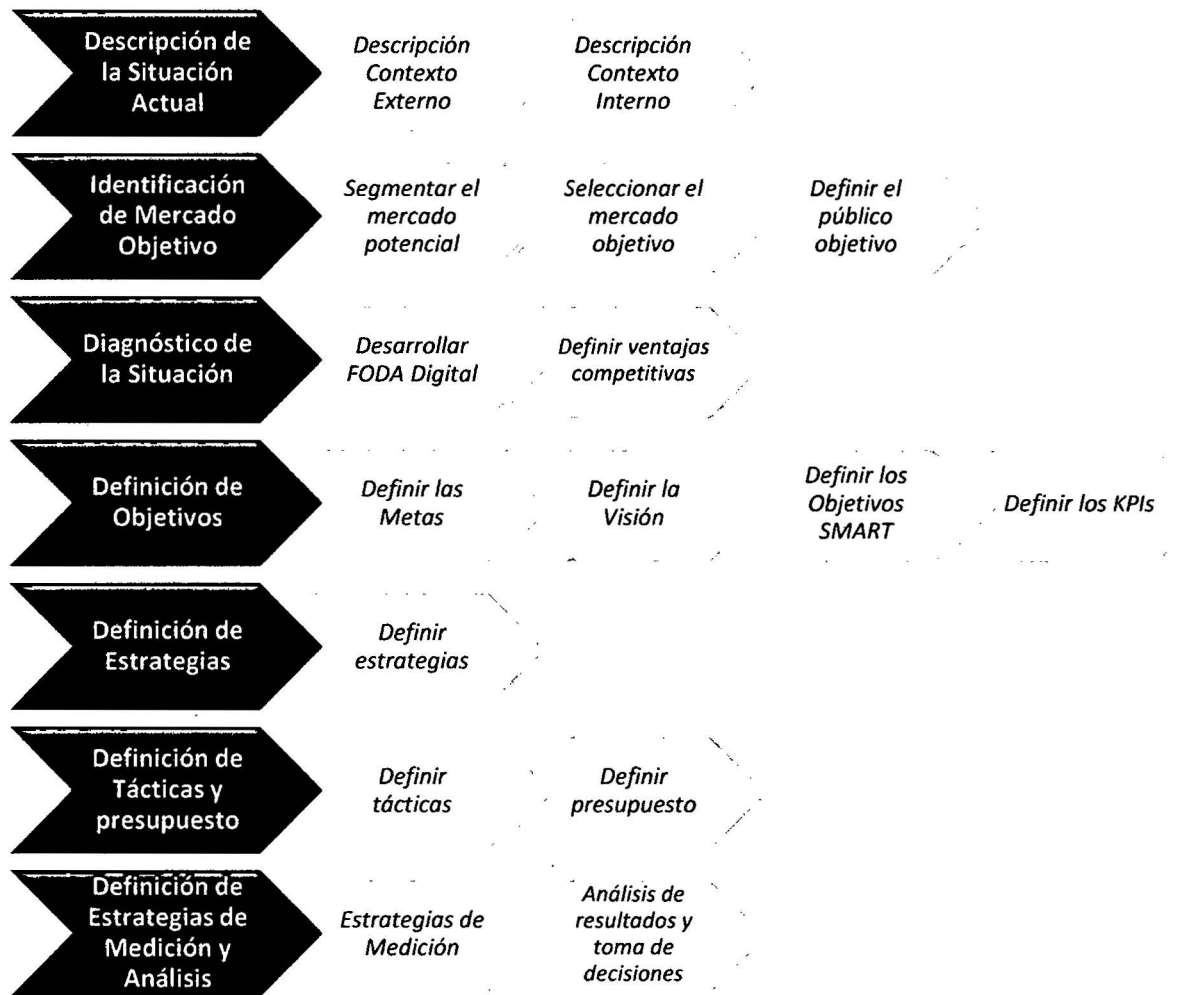 Descripción de
la Situación
Actual
Descripción
Contexto
Externo
Descripción
Contexto
Interno
Identificación
de Mercado
Objetivo
Segmentar el
mercado
potencial
Seleccionar el
mercado
objetivo
Definir el
público
objetivo
Diagnóstico de
la Situación
Desarrollar
FODA Digital
Definir ventajas
competitivas
Definición de
Objetivos
Definir las
Metas
Definir la
Visión
Definir los
Objetivos
SMART
Definir los KPIs
Definición de
Estrategias
Definir
estrategias
Definición de
Tácticas y
presupuesto
Definir
tácticas
Definir
presupuesto
Definición de
Estrategias de
Medición y
Análisis
Estrategias de
Medición
Análisis de
resultados y
toma de
decisiones